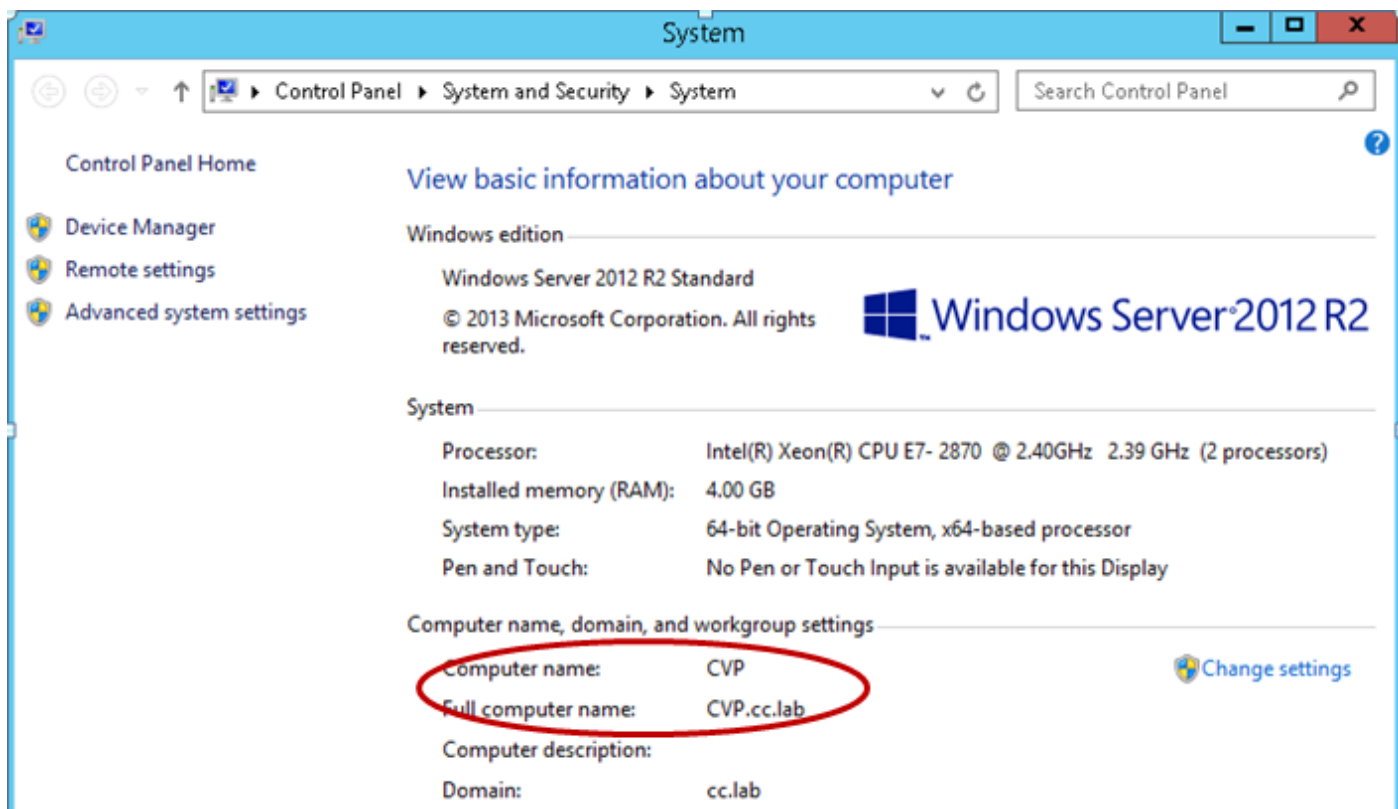 System
Control Panel System and Security System
Search Control Panel
Control Panel Home
View basic information about your computer
Device Manager
Remote settings
Advanced system settings
Windows edition
Windows Server 2012 R2 Standard
© 2013 Microsoft Corporation. All rights
reserved.
Windows Server 2012 R2
System
Processor: Intel(R) Xeon(R) CPU E7- 2870 @ 2.40GHz 2.39 GHz (2 processors)
Installed memory (RAM): 4.00 GB
System type: 64-bit Operating System, x64-based processor
Pen and Touch: No Pen or Touch Input is available for this Display
Computer name, domain, and workgroup settings
Computer name: CVP
Change settings
Full computer name: CVP.cc.lab
Computer description:
Domain: cc.lab